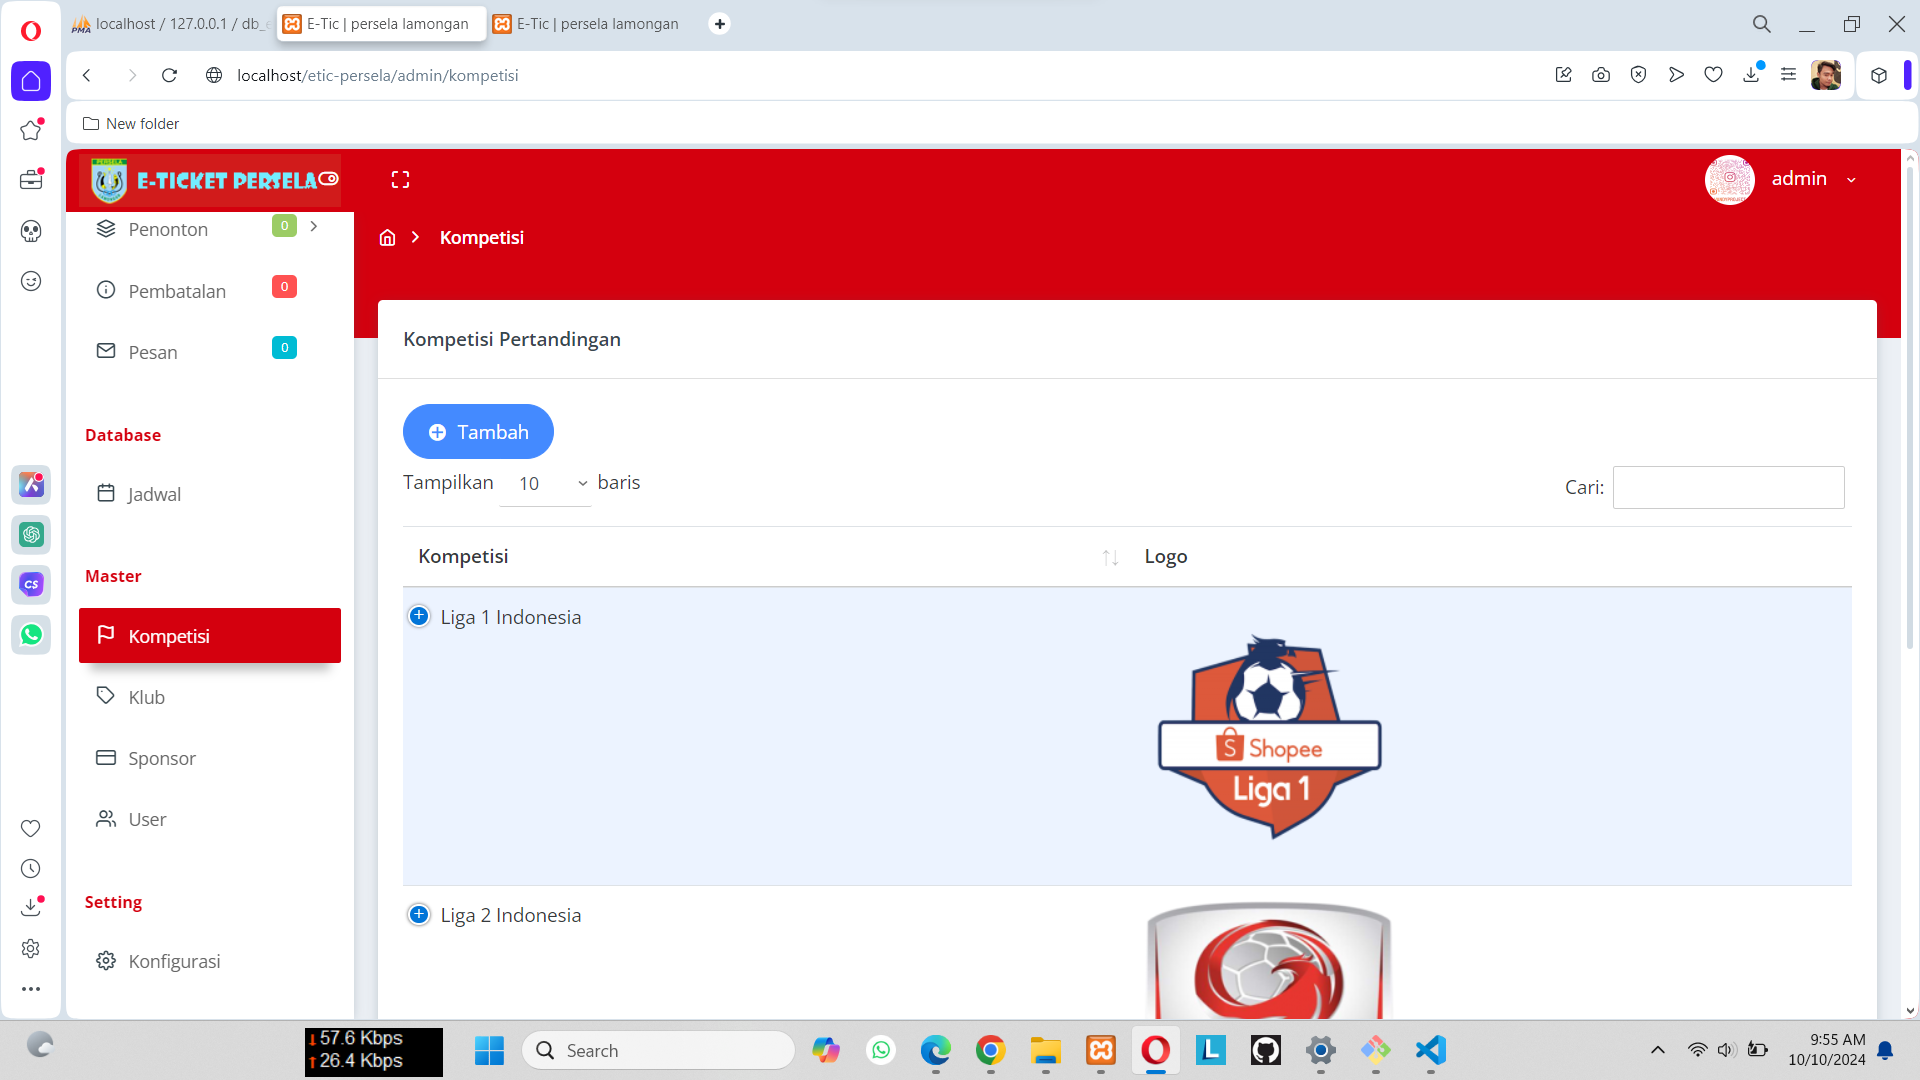 localhost / 127.0.0.1 / db_e
E-Tic | persela lamongan
E-Tic | persela lamongan
localhost/etic-persela/admin/kompetisi
New folder
E-TICKET PERSELA
admin
Penonton 0
Kompetisi
Pembatalan 0
Pesan 0
Database
Jadwal
Master
Kompetisi
Klub
Sponsor
User
Setting
Konfigurasi
Kompetisi Pertandingan
Tambah
Tampilkan 10 baris
Cari:
Kompetisi Logo
Liga 1 Indonesia
Shopee
Liga 1
Liga 2 Indonesia
57.6 Kbps
26.4 Kbps
Search
9:55 AM
10/10/2024